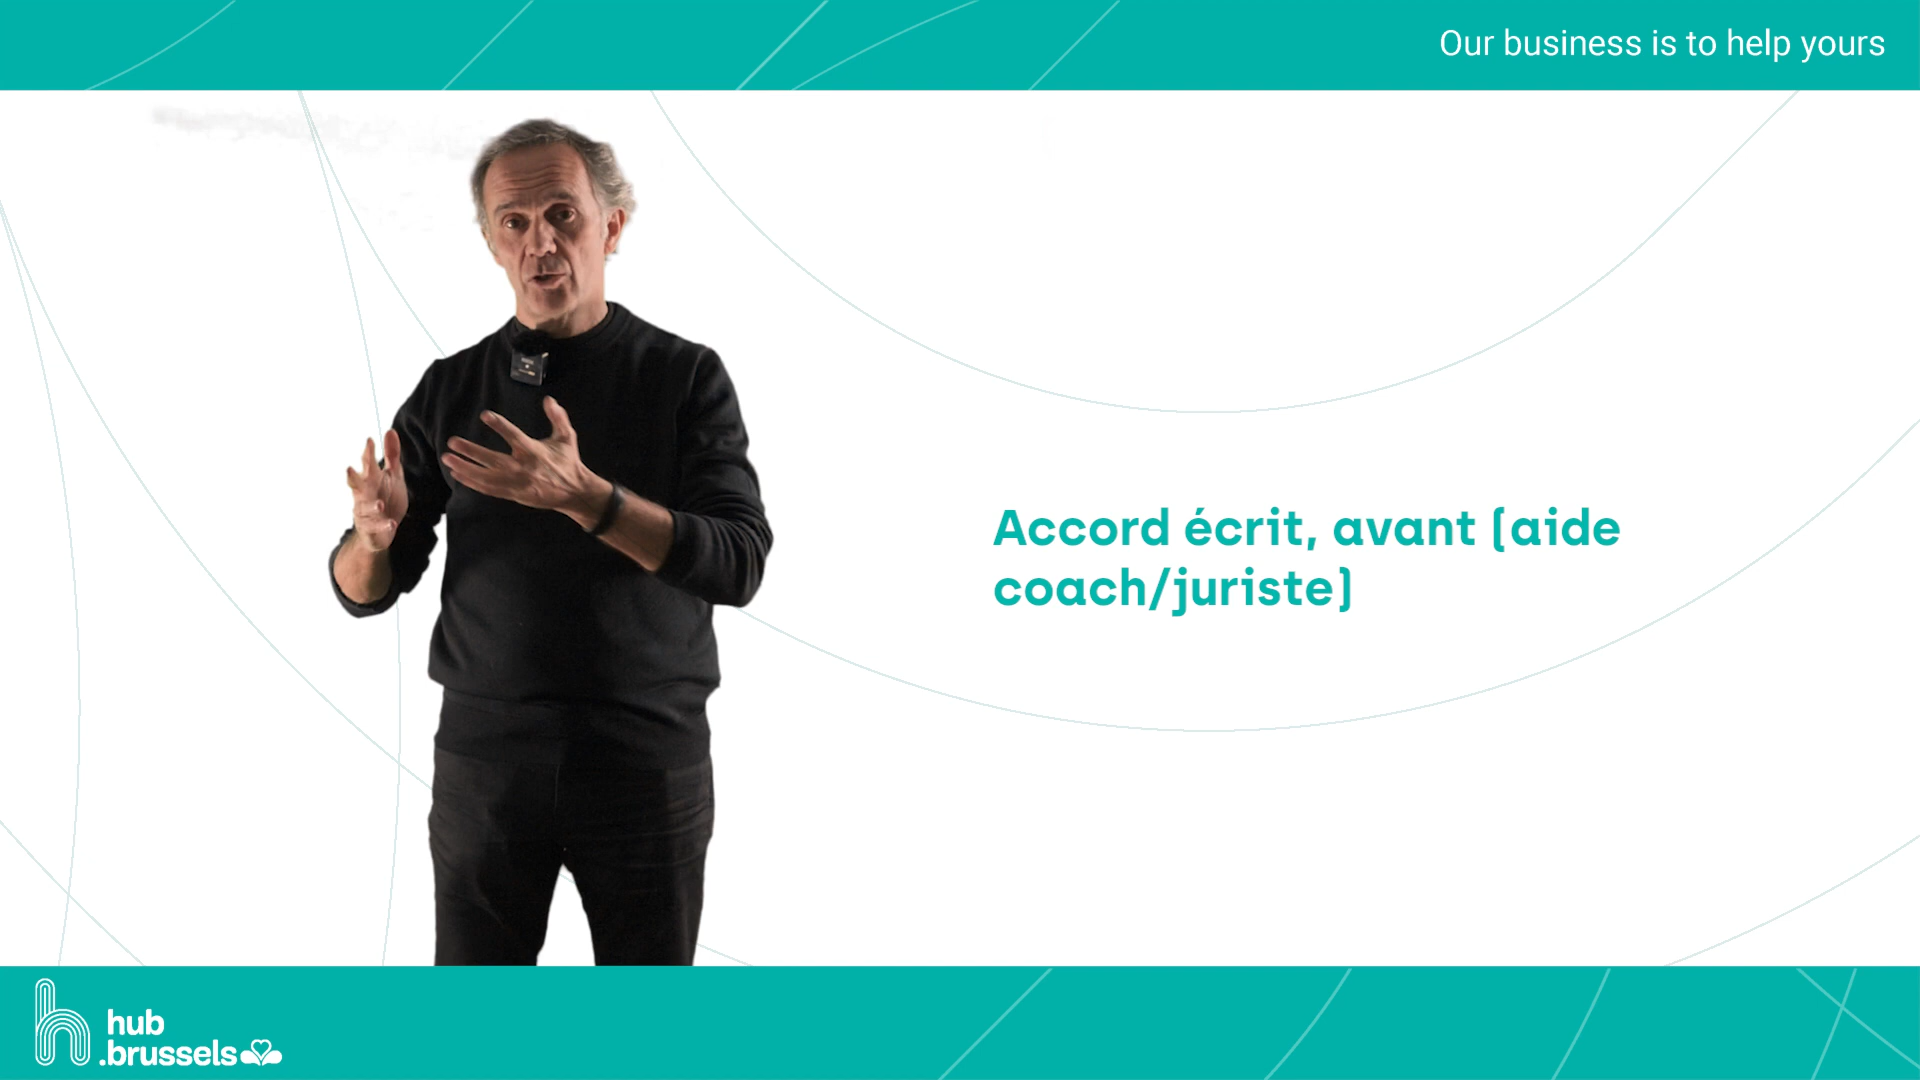 Our business is to help yours
Accord écrit, avant (aide
coach/juriste)
hub
.brussels